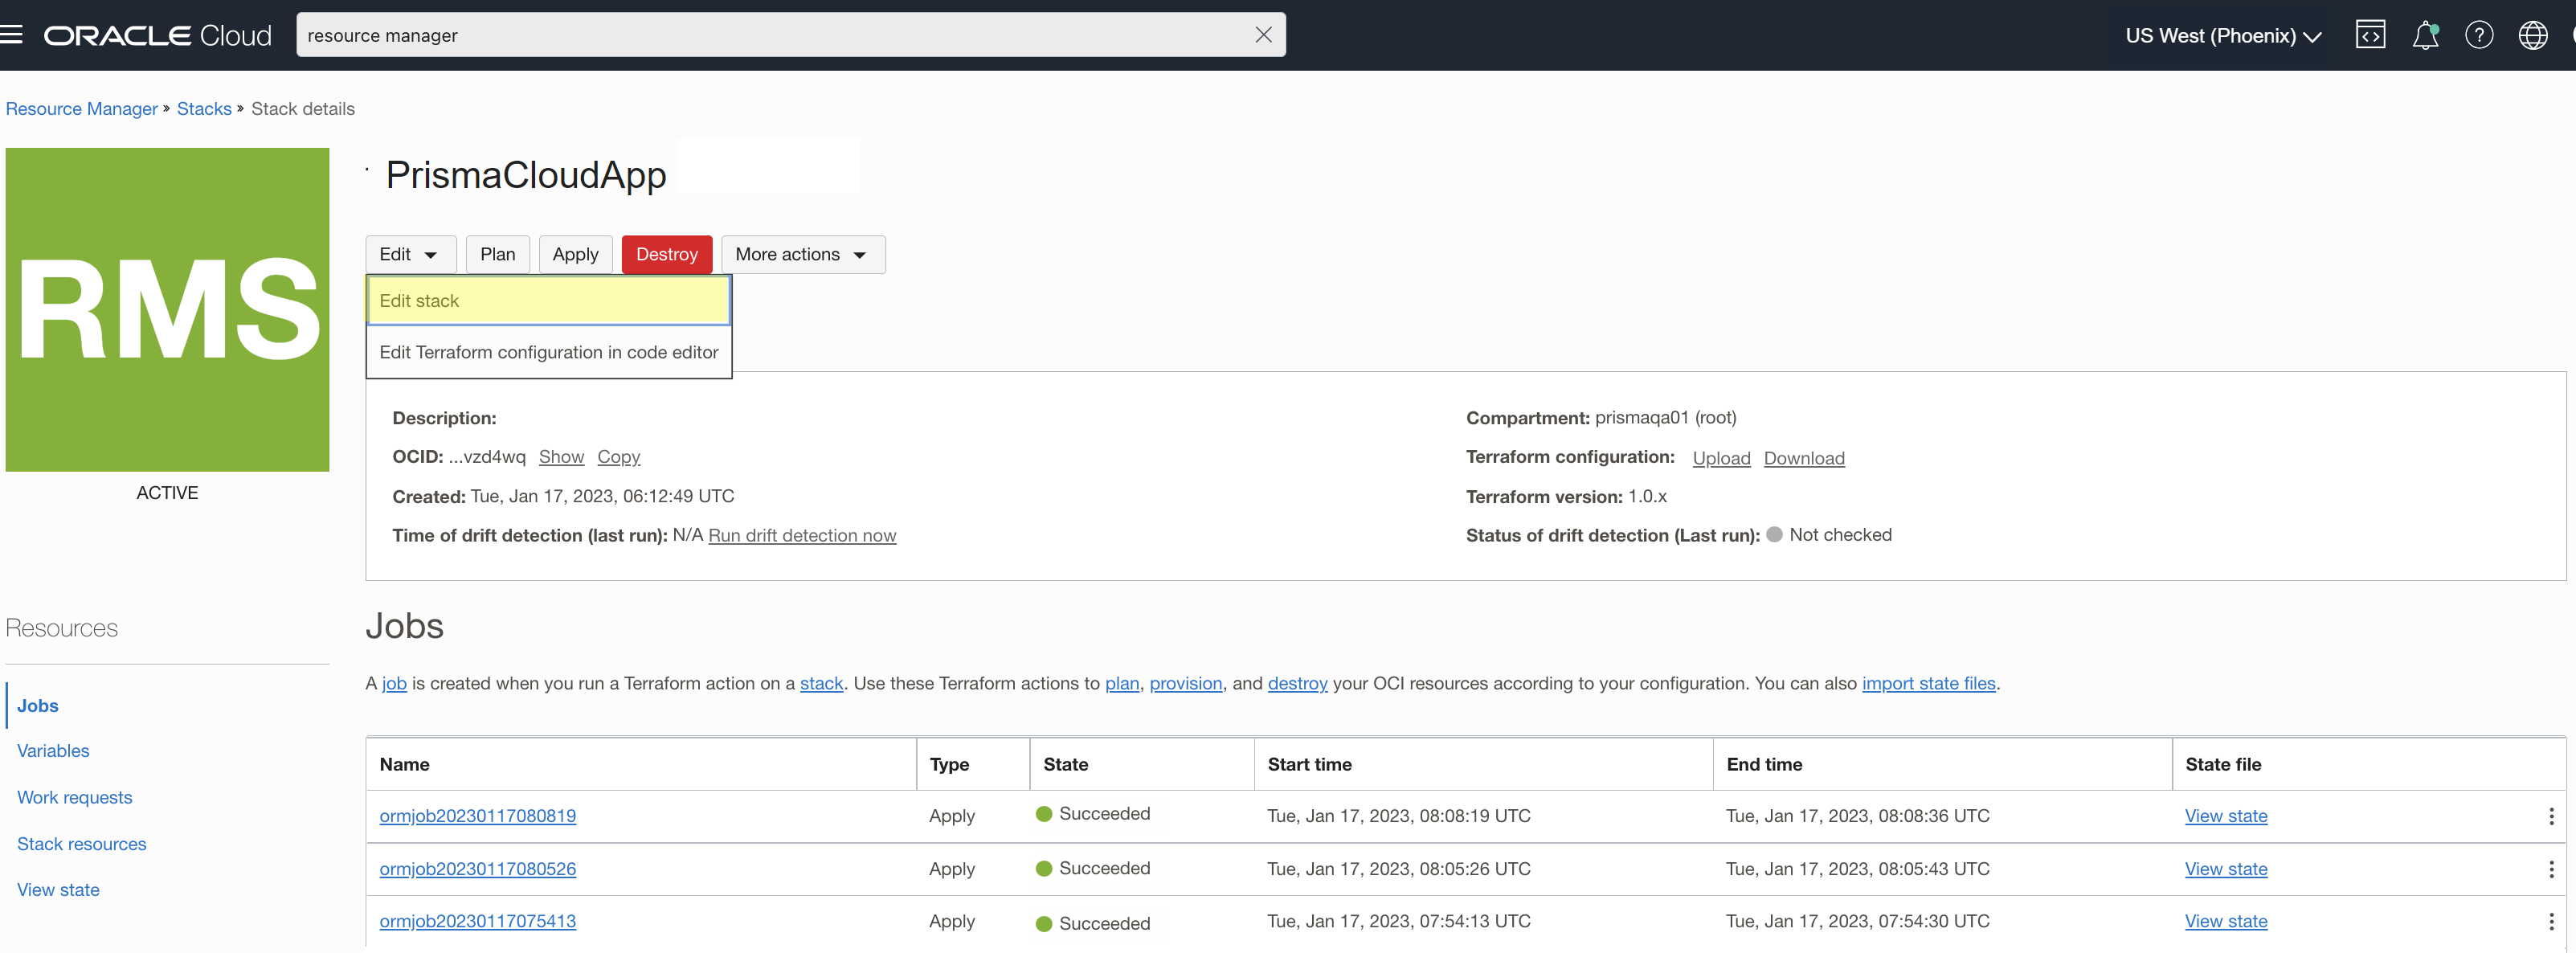 ORACLE Cloud
resource manager
US West (Phoenix)
Resource Manager » Stacks » Stack details
RMS
ACTIVE
PrismaCloudApp
Edit Plan Apply Destroy More actions
Edit stack
Edit Terraform configuration in code editor
Description:
OCID: ...vzd4wq Show Copy
Created: Tue, Jan 17, 2023, 06:12:49 UTC
Time of drift detection (last run): N/A Run drift detection now
Compartment: prismaqa01 (root)
Terraform configuration: Upload Download
Terraform version: 1.0.x
Status of drift detection (Last run): Not checked
Resources
Jobs
Variables
Work requests
Stack resources
View state
Jobs
A job is created when you run a Terraform action on a stack. Use these Terraform actions to plan, provision, and destroy your OCI resources according to your configuration. You can also import state files.
Name Type State Start time End time State file
ormjob20230117080819 Apply Succeeded Tue, Jan 17, 2023, 08:08:19 UTC Tue, Jan 17, 2023, 08:08:36 UTC View state
ormjob20230117080526 Apply Succeeded Tue, Jan 17, 2023, 08:05:26 UTC Tue, Jan 17, 2023, 08:05:43 UTC View state
ormjob20230117075413 Apply Succeeded Tue, Jan 17, 2023, 07:54:13 UTC Tue, Jan 17, 2023, 07:54:30 UTC View state